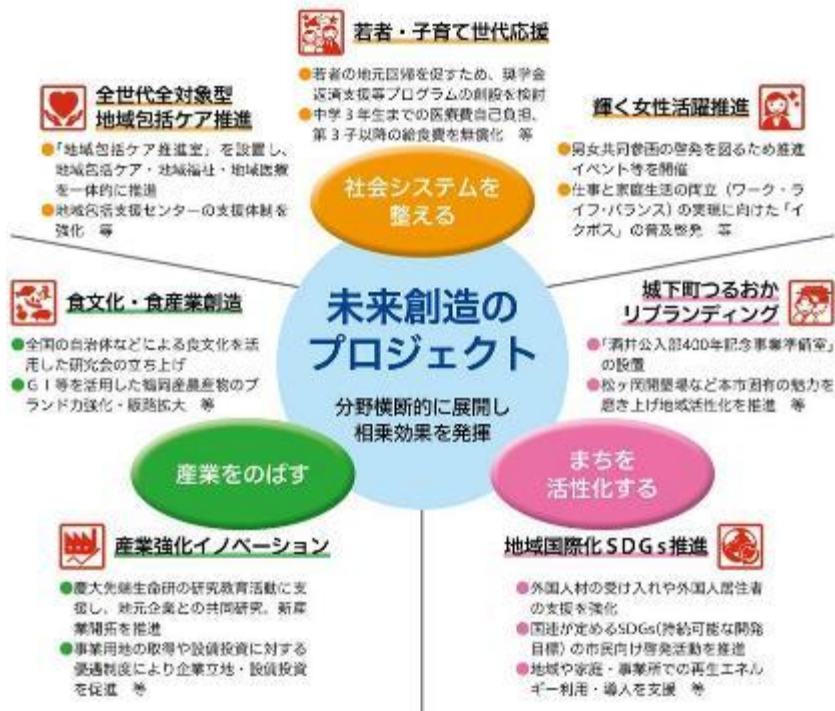 若者・子育て世代応援
●若者の地元回帰を促すため、奨学金
返済支援等プログラムの創設を検討
●中学3年生までの医療費自己負担、
第3子以降の給食費を無償化 等
全世代全対象型
地域包括ケア推進
●「地域包括ケア推進室」を設置し、
地域包括ケア・地域福祉・地域医療
を一体的に推進
●地域包括支援センターの支援体制を
強化 等
輝く女性活躍推進
●男女共同参画の啓発を図るため推進
イベント等を開催
●仕事と家庭生活の両立（ワーク・ラ
イフ・バランス）の実現に向けた「イ
クボス」の普及啓発 等
社会システムを
整える
食文化・食産業創造
●全国の自治体などによる食文化を活
用した研究会の立ち上げ
●GI等を活用した鶴岡産農産物のブ
ランド力強化・販路拡大 等
未来創造の
プロジェクト
分野横断的に展開し
相乗効果を発揮
城下町つるおか
リブランディング
●「酒井公入部400年記念事業準備室」
の設置
●松ヶ岡開墾場など本市固有の魅力を
磨き上げ地域活性化を推進 等
産業をのばす
まちを
活性化する
産業強化イノベーション
●慶大先端生命研の研究教育活動に支
援し、地元企業との共同研究、新産
業開拓を推進
●事業用地の取得や設備投資に対する
優遇制度により企業立地・設備投資
を促進 等
地域国際化SDGs推進
●外国人材の受け入れや外国人居住者
の支援を強化
●国連が定めるSDGs(持続可能な開発
目標）の市民向け啓発活動を推進
●地域や家庭・事業所での再生エネル
ギー利用・導入を支援 等